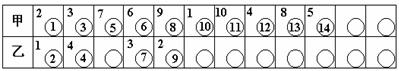 甲 2 ① 3 ③ 7 ⑤ 6 ⑥ 9 ⑧ 1 ⑩ 10 ⑪ 4 ⑫ 8 ⑬ 5 ⑭
乙 1 ② 4 ④ 3 ⑦ 2 ⑨